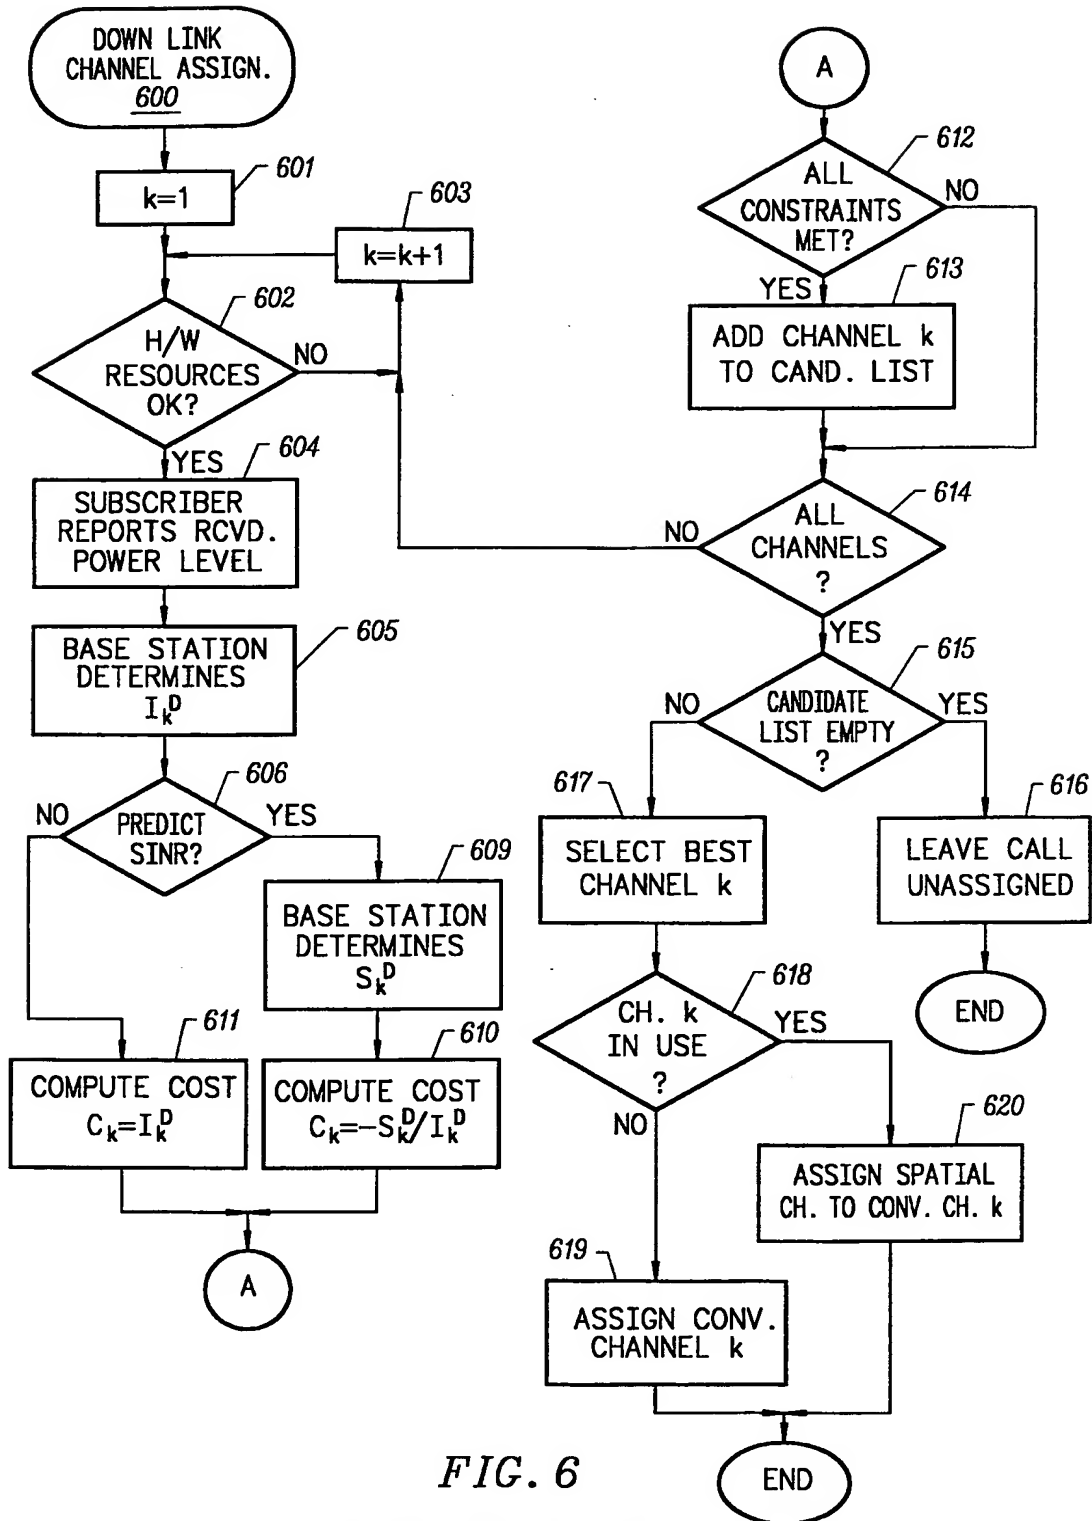 DOWN LINK
CHANNEL ASSIGN.
600
601
k=1
603
k=k+1
602
H/W
RESOURCES
OK?
NO
YES
604
SUBSCRIBER
REPORTS RCVD.
POWER LEVEL
605
BASE STATION
DETERMINES
I_k^D
606
NO
PREDICT
SINR?
YES
609
BASE STATION
DETERMINES
S_k^D
611
COMPUTE COST
C_k=I_k^D
610
COMPUTE COST
C_k=-S_k^D/I_k^D
A
A
612
ALL
CONSTRAINTS
MET?
NO
YES
613
ADD CHANNEL k
TO CAND. LIST
614
NO
ALL
CHANNELS
?
YES
615
NO
CANDIDATE
LIST EMPTY
?
YES
617
SELECT BEST
CHANNEL k
616
LEAVE CALL
UNASSIGNED
END
618
CH. k
IN USE
?
YES
NO
620
ASSIGN SPATIAL
CH. TO CONV. CH. k
619
ASSIGN CONV.
CHANNEL k
END
FIG. 6